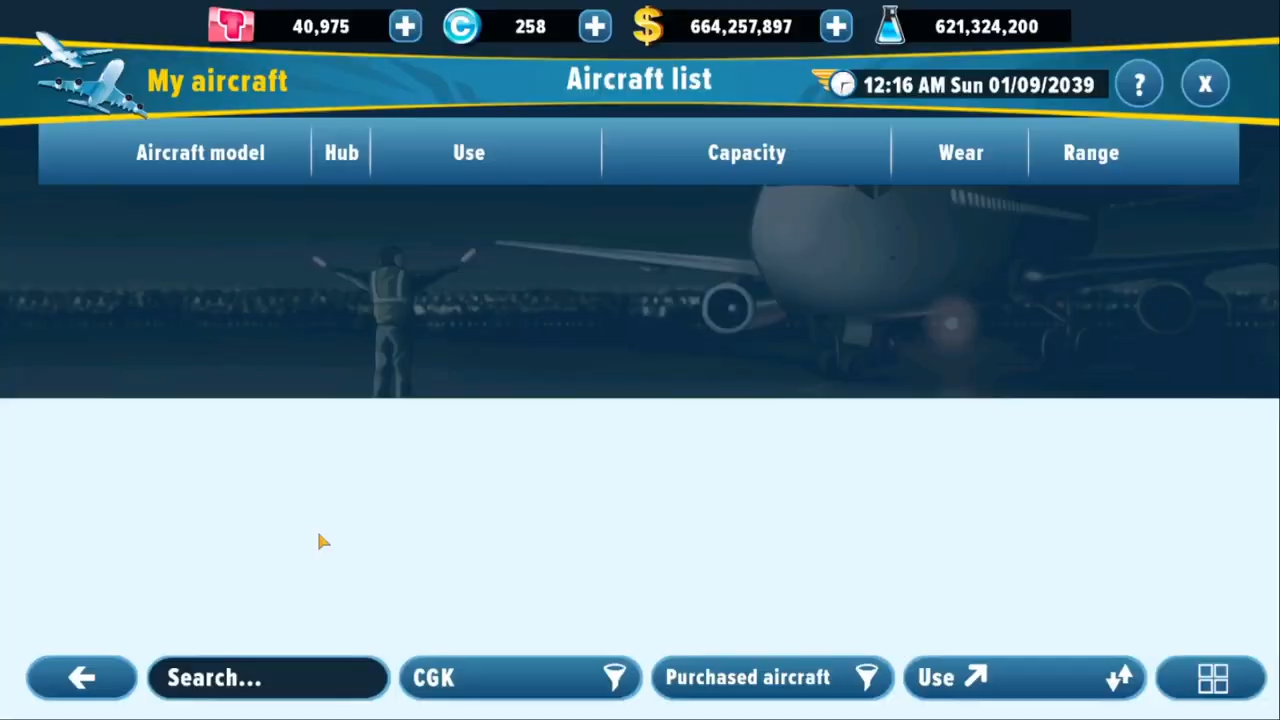 40,975
258
664,257,897
621,324,200
My aircraft
Aircraft list
12:16 AM Sun 01/09/2039
?
X
Aircraft model
Hub
Use
Capacity
Wear
Range
Search...
CGK
Purchased aircraft
Use